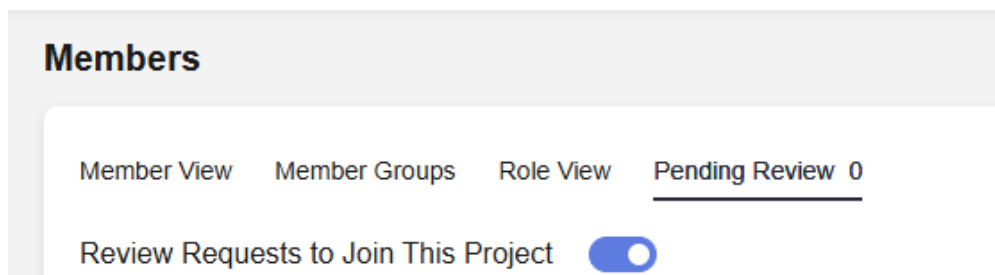 Members
Member View Member Groups Role View Pending Review 0
Review Requests to Join This Project